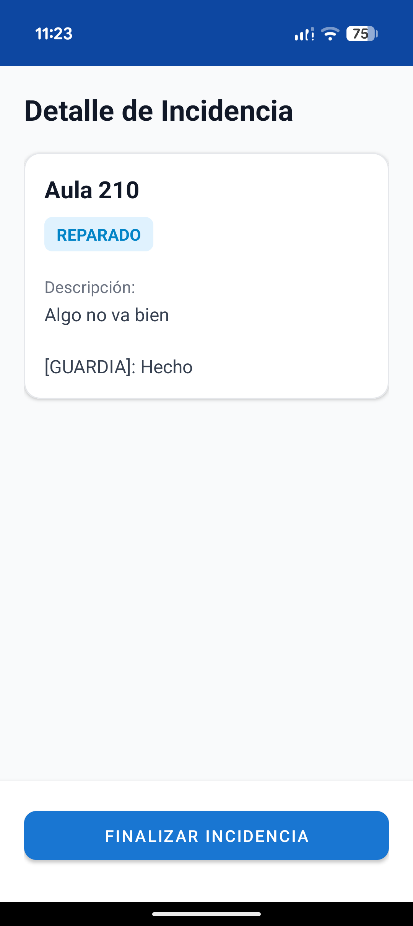 11:23
75
Detalle de Incidencia
Aula 210
REPARADO
Descripción:
Algo no va bien
[GUARDIA]: Hecho
FINALIZAR INCIDENCIA